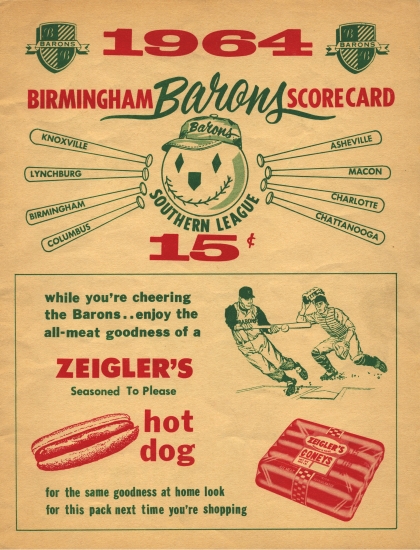 1964
B B
BARONS
B B
BARONS
BIRMINGHAM Barons SCORECARD
Barons
KNOXVILLE
LYNCHBURG
BIRMINGHAM
COLUMBUS
ASHEVILLE
MACON
CHARLOTTE
CHATTANOOGA
SOUTHERN LEAGUE
15¢
while you're cheering
the Barons..enjoy the
all-meat goodness of a
ZEIGLER'S
Seasoned To Please
hot
dog
ZEIGLER'S
CONEYS
for the same goodness at home look
for this pack next time you're shopping